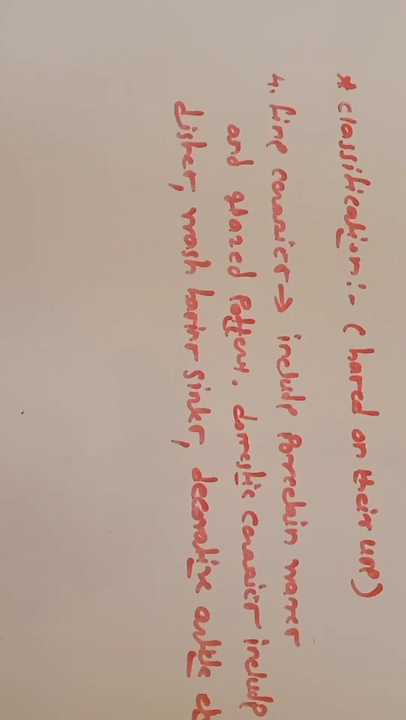 * classification:- (based on their use)
4. Fine ceramics → include Porcelain wares
and glazed Pottery. domestic ceramics include
dishes, wash basins sinks, decorative article etc